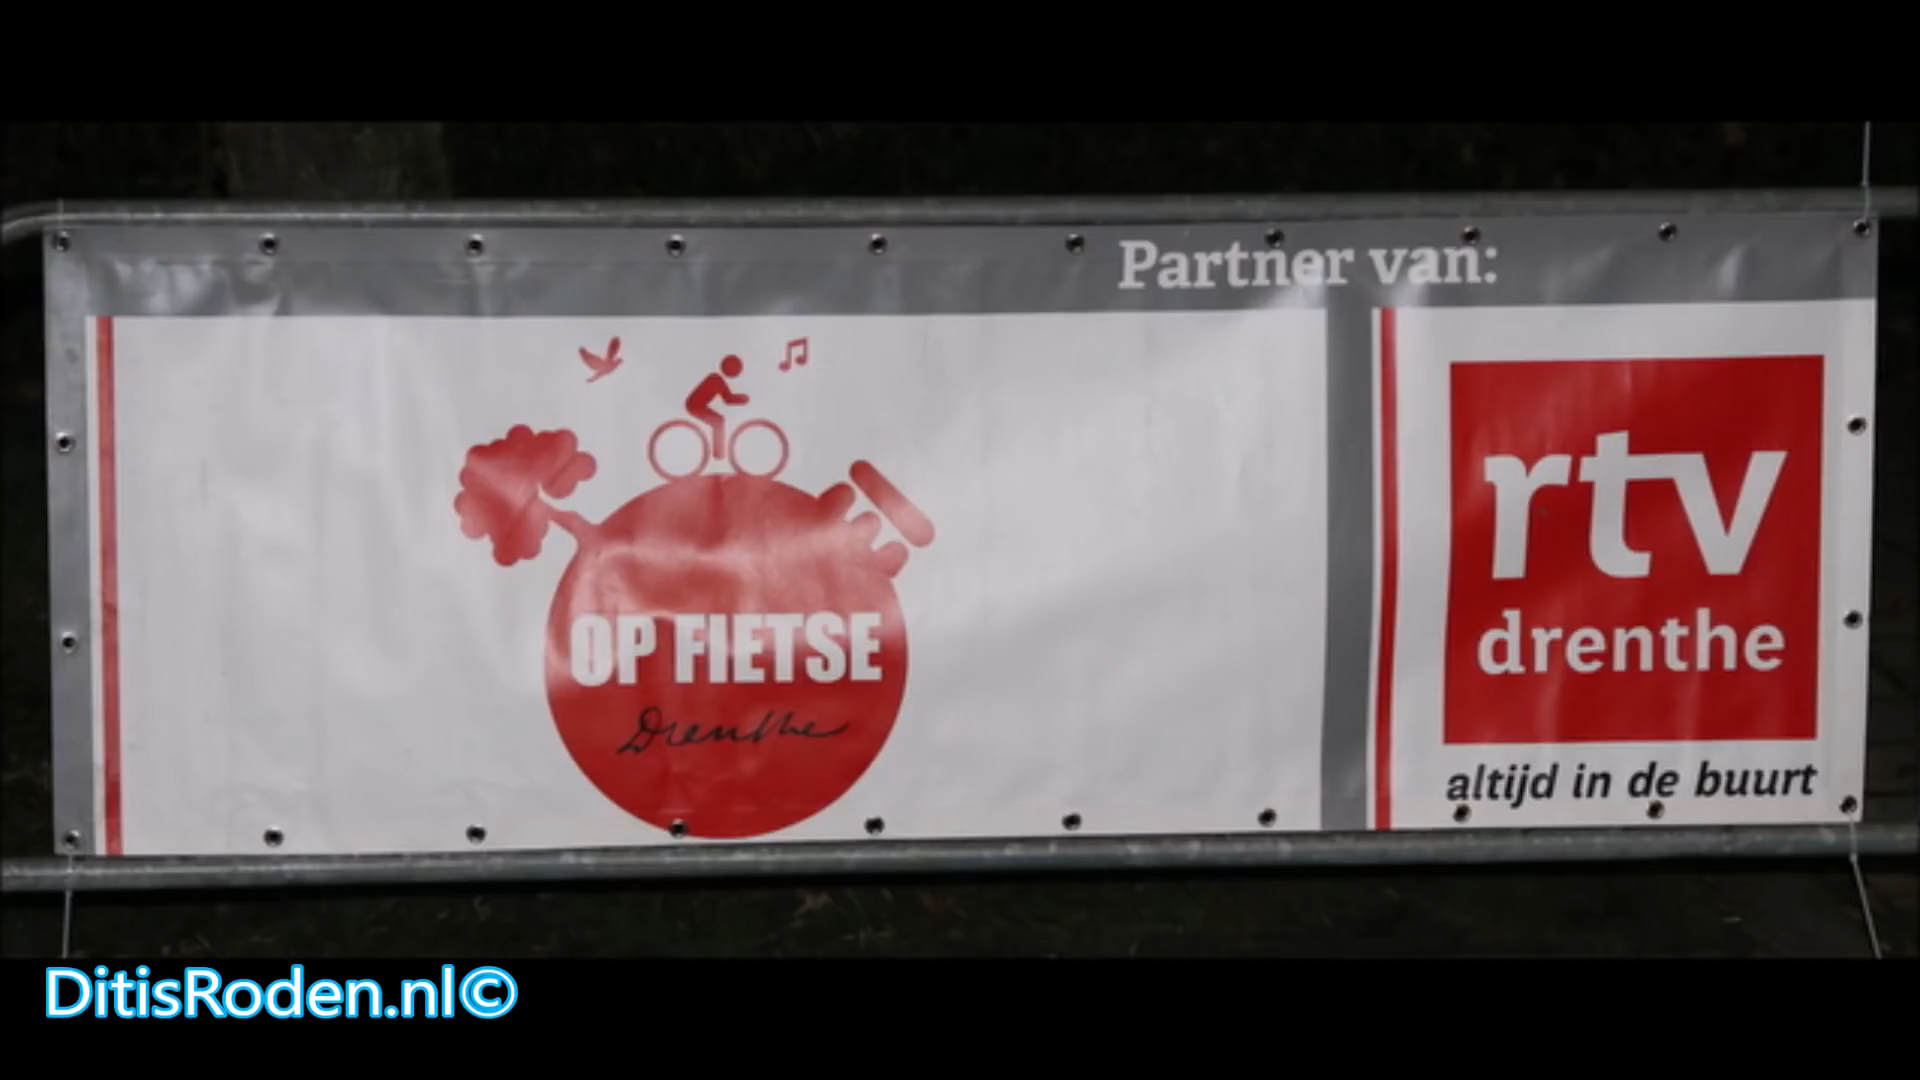 Partner van:
OP FIETSE
Drenthe
rtv
drenthe
altijd in de buurt
DitisRoden.nl©